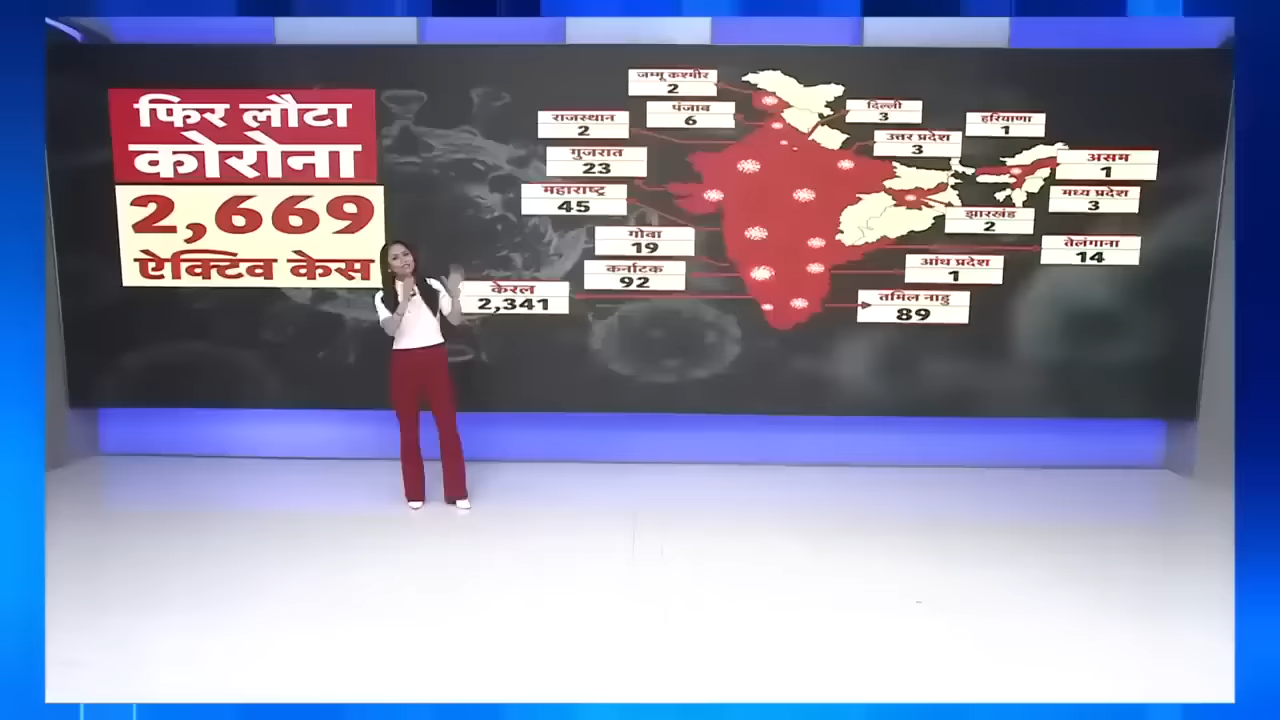 फिर लौटा
कोरोना
2,669
ऐक्टिव केस
जम्मू कश्मीर
2
पंजाब
6
राजस्थान
2
गुजरात
23
महाराष्ट्र
45
गोवा
19
कर्नाटक
92
केरल
2,341
दिल्ली
3
हरियाणा
1
उत्तर प्रदेश
3
असम
1
मध्य प्रदेश
3
झारखंड
2
तेलंगाना
14
आंध प्रदेश
1
तमिल नाडु
89